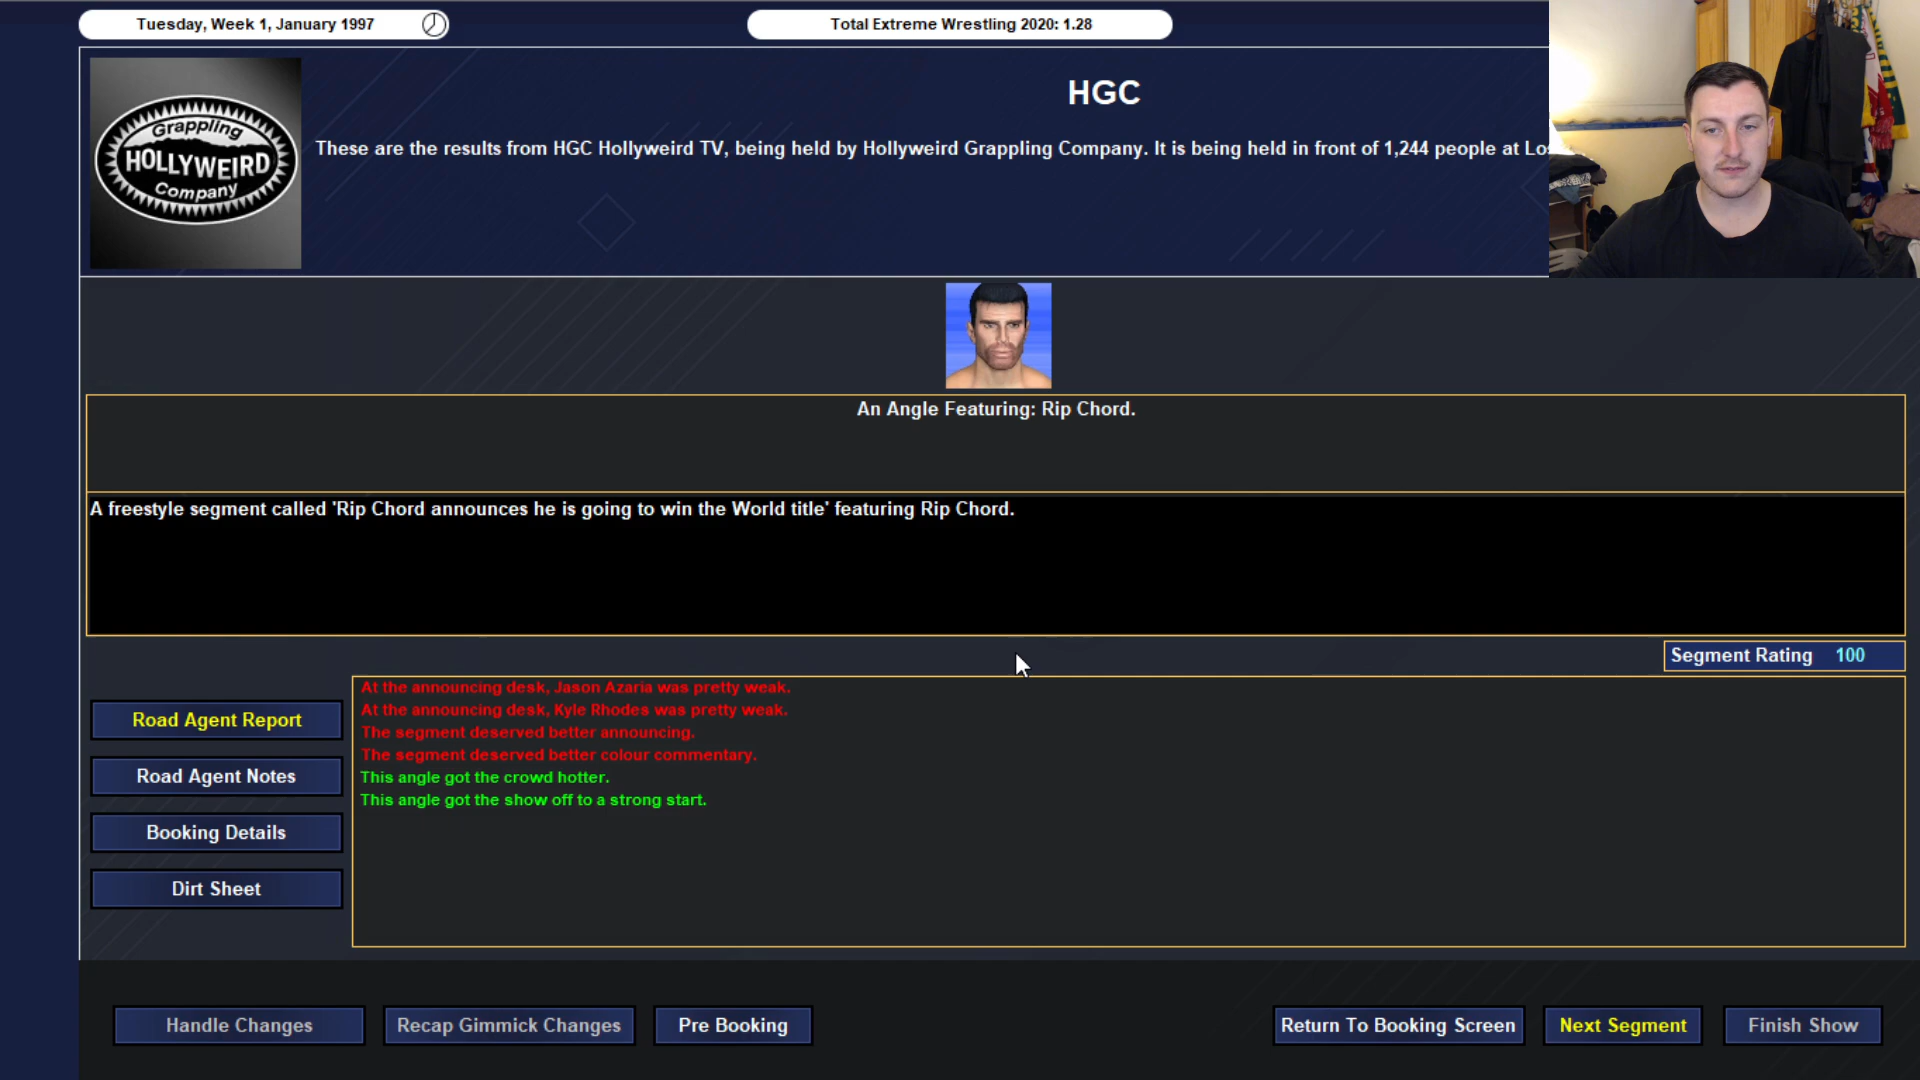 Tuesday, Week 1, January 1997
Total Extreme Wrestling 2020: 1.28
Grappling
HOLLYWEIRD
Company
HGC
These are the results from HGC Hollyweird TV, being held by Hollyweird Grappling Company. It is being held in front of 1,244 people at
An Angle Featuring: Rip Chord.
A freestyle segment called 'Rip Chord announces he is going to win the World title' featuring Rip Chord.
Segment Rating 100
At the announcing desk, Jason Azaria was pretty weak.
At the announcing desk, Kyle Rhodes was pretty weak.
The segment deserved better announcing.
The segment deserved better colour commentary.
This angle got the crowd hotter.
This angle got the show off to a strong start.
Road Agent Report
Road Agent Notes
Booking Details
Dirt Sheet
Handle Changes
Recap Gimmick Changes
Pre Booking
Return To Booking Screen
Next Segment
Finish Show